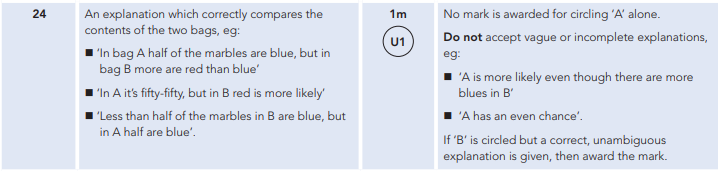 24
An explanation which correctly compares the
contents of the two bags, eg:
■ ‘In bag A half of the marbles are blue, but in
bag B more are red than blue’
■ ‘In A it’s fifty-fifty, but in B red is more likely’
■ ‘Less than half of the marbles in B are blue, but
in A half are blue’.
1m
U1
No mark is awarded for circling ‘A’ alone.
Do not accept vague or incomplete explanations,
eg:
■ ‘A is more likely even though there are more
blues in B’
■ ‘A has an even chance’.
If ‘B’ is circled but a correct, unambiguous
explanation is given, then award the mark.